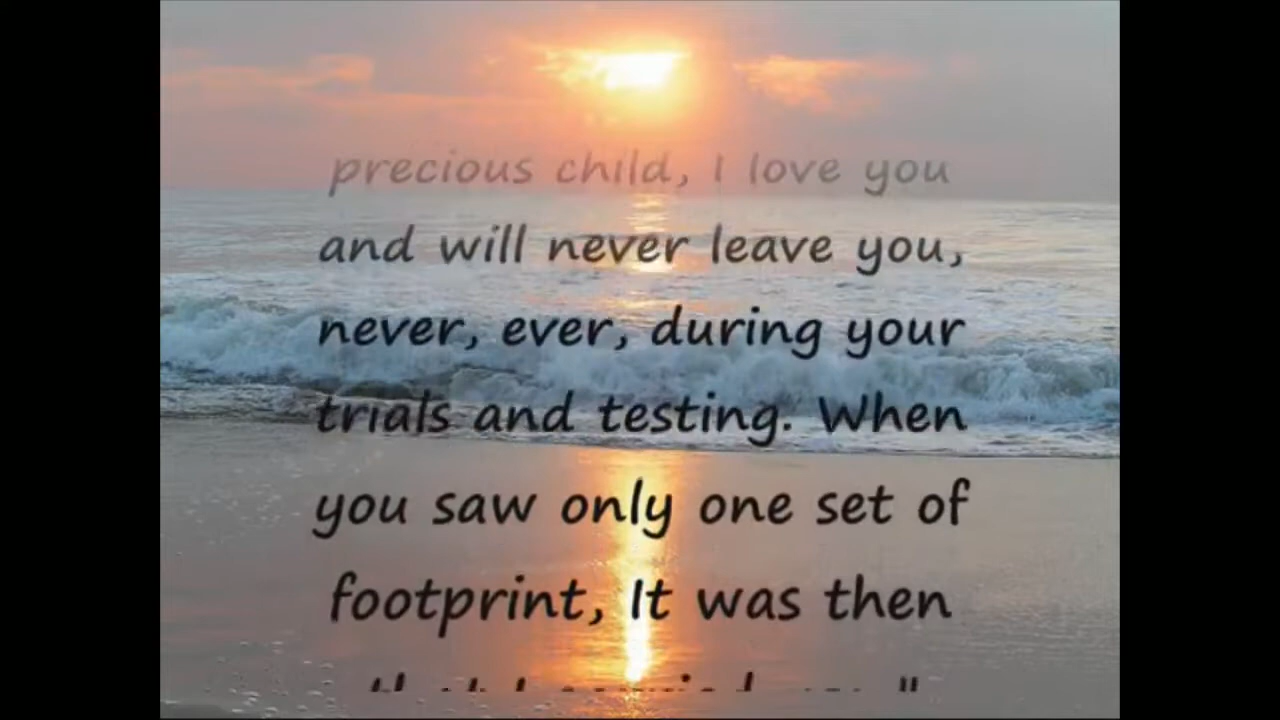 precious child, I love you
and will never leave you,
never, ever, during your
trials and testing. When
you saw only one set of
footprint, It was then